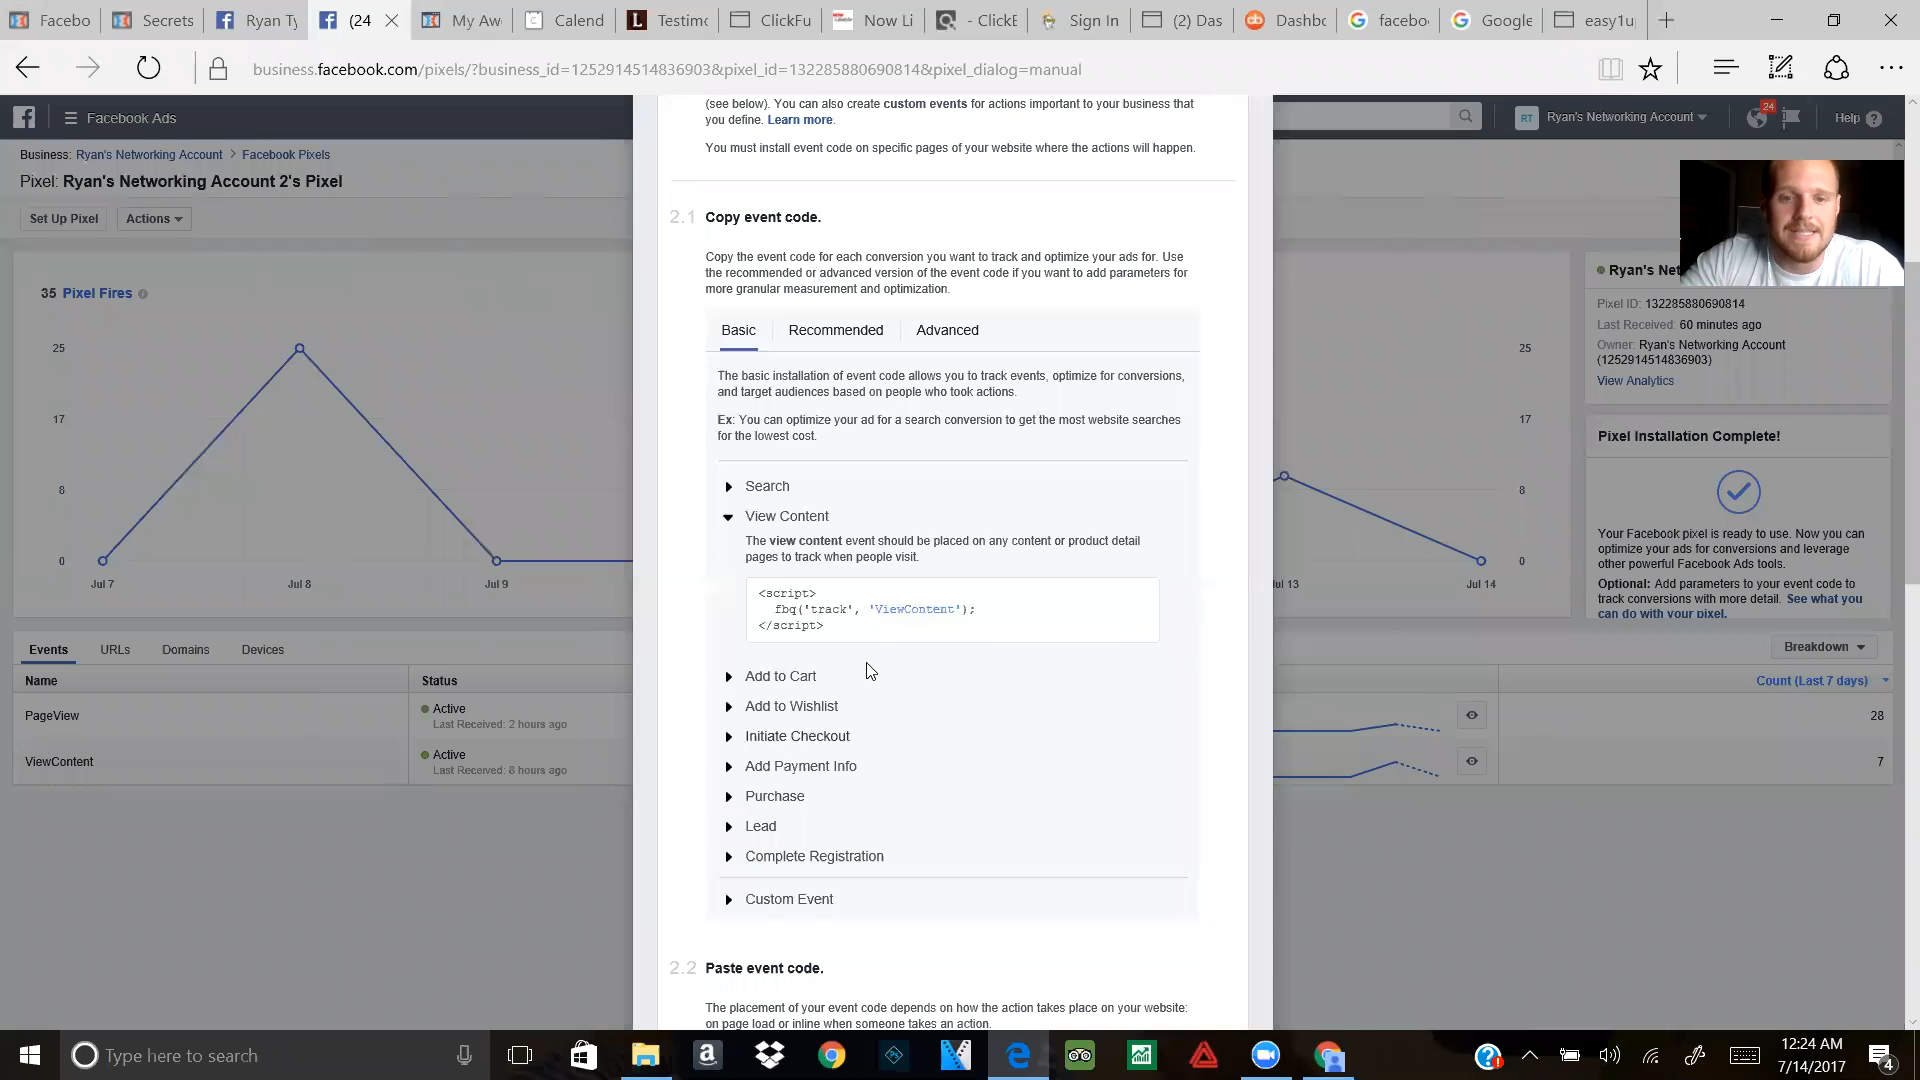 Facebo
Secrets
Ryan Ty
(24
My Aw
Calend
Testimo
ClickFu
Now Li
- ClickE
Sign In
(2) Das
Dashbo
facebo
Google
easy1u
business.facebook.com/pixels/?business_id=1252914514836903&pixel_id=132285880690814&pixel_dialog=manual
Facebook Ads
Ryan's Networking Account
24
Help
Business: Ryan's Networking Account > Facebook Pixels
Pixel: Ryan's Networking Account 2's Pixel
Set Up Pixel
Actions
35 Pixel Fires
25
17
8
0
Jul 7
Jul 8
Jul 9
Events
URLs
Domains
Devices
Name
Status
PageView
Active
Last Received: 2 hours ago
ViewContent
Active
Last Received: 8 hours ago
(see below). You can also create custom events for actions important to your business that
you define. Learn more.
You must install event code on specific pages of your website where the actions will happen.
2.1 Copy event code.
Copy the event code for each conversion you want to track and optimize your ads for. Use
the recommended or advanced version of the event code if you want to add parameters for
more granular measurement and optimization.
Basic
Recommended
Advanced
The basic installation of event code allows you to track events, optimize for conversions,
and target audiences based on people who took actions.
Ex: You can optimize your ad for a search conversion to get the most website searches
for the lowest cost.
Search
View Content
The view content event should be placed on any content or product detail
pages to track when people visit.
<script>
fbq('track', 'ViewContent');
</script>
Add to Cart
Add to Wishlist
Initiate Checkout
Add Payment Info
Purchase
Lead
Complete Registration
Custom Event
2.2 Paste event code.
The placement of your event code depends on how the action takes place on your website:
on page load or inline when someone takes an action.
25
17
8
0
Jul 13
Jul 14
Breakdown
Count (Last 7 days)
28
7
Ryan's Net
Pixel ID: 132285880690814
Last Received: 60 minutes ago
Owner: Ryan's Networking Account
(1252914514836903)
View Analytics
Pixel Installation Complete!
Your Facebook pixel is ready to use. Now you can
optimize your ads for conversions and leverage
other powerful Facebook Ads tools.
Optional: Add parameters to your event code to
track conversions with more detail. See what you
can do with your pixel.
Type here to search
12:24 AM
7/14/2017
4